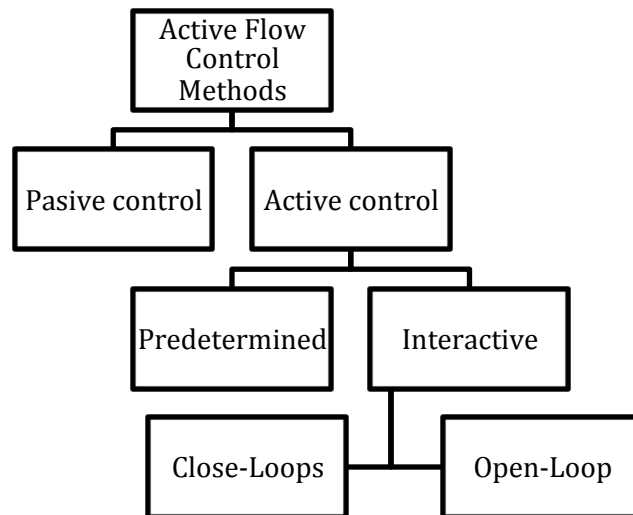 Active Flow
Control
Methods
Pasive control
Active control
Predetermined
Interactive
Close-Loops
Open-Loop